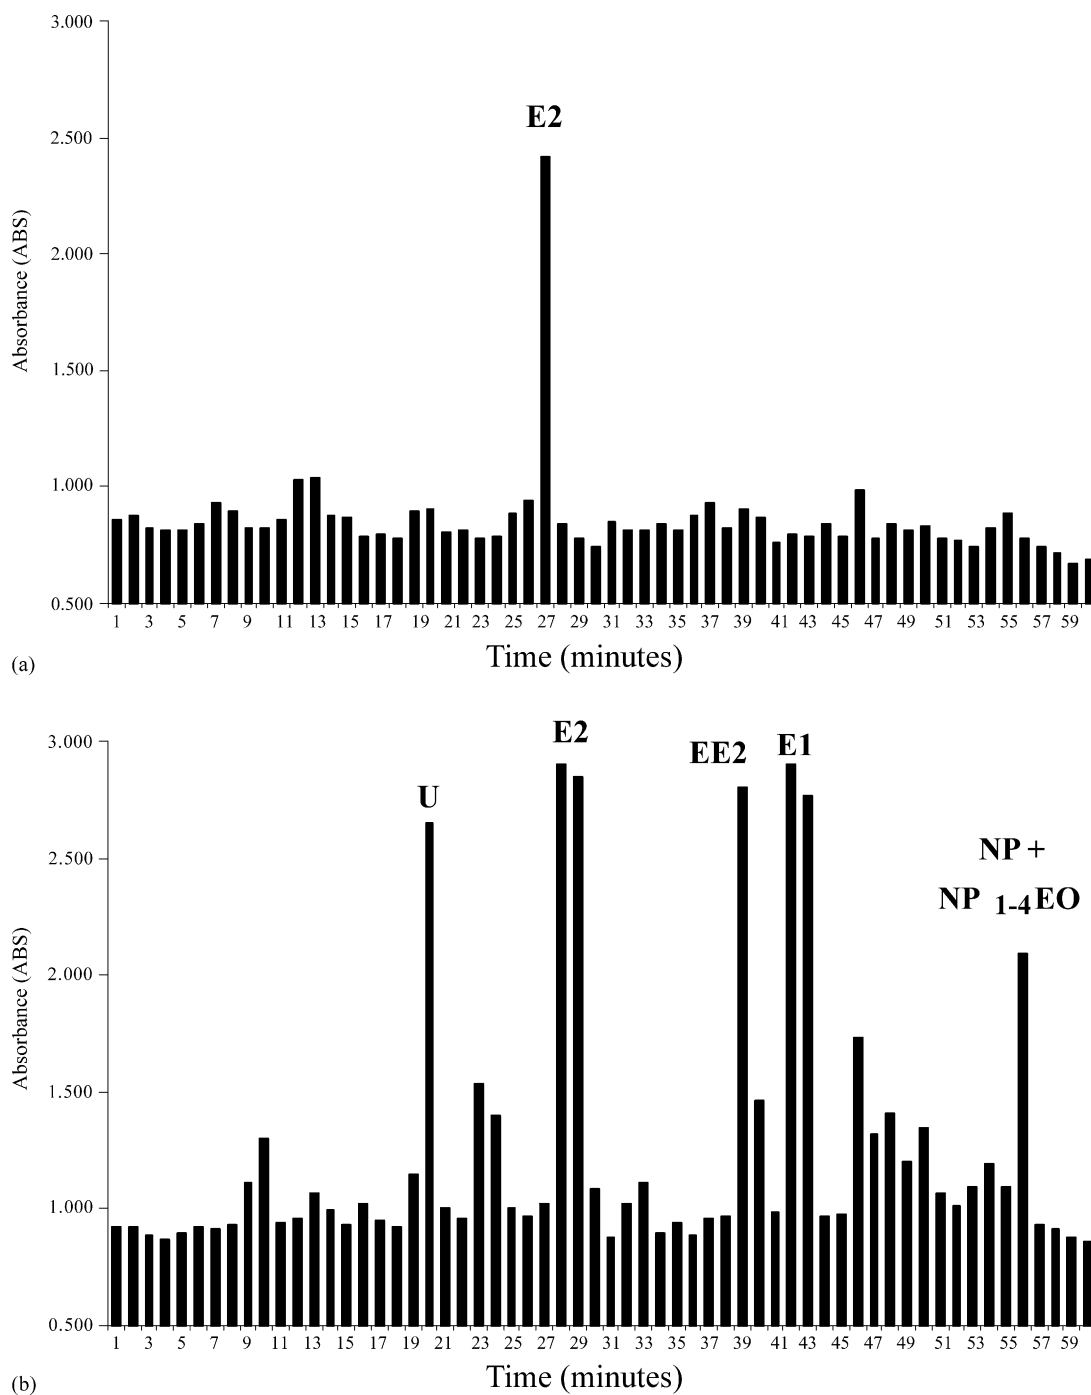 3.000
E2
2.500
2.000
1.500
1.000
0.500
Absorbance (ABS)
1 3 5 7 9 11 13 15 17 19 21 23 25 27 29 31 33 35 37 39 41 43 45 47 49 51 53 55 57 59
Time (minutes)
(a)
3.000
E2
EE2
E1
U
2.500
NP +
NP 1-4 EO
2.000
1.500
1.000
0.500
Absorbance (ABS)
1 3 5 7 9 11 13 15 17 19 21 23 25 27 29 31 33 35 37 39 41 43 45 47 49 51 53 55 57 59
Time (minutes)
(b)